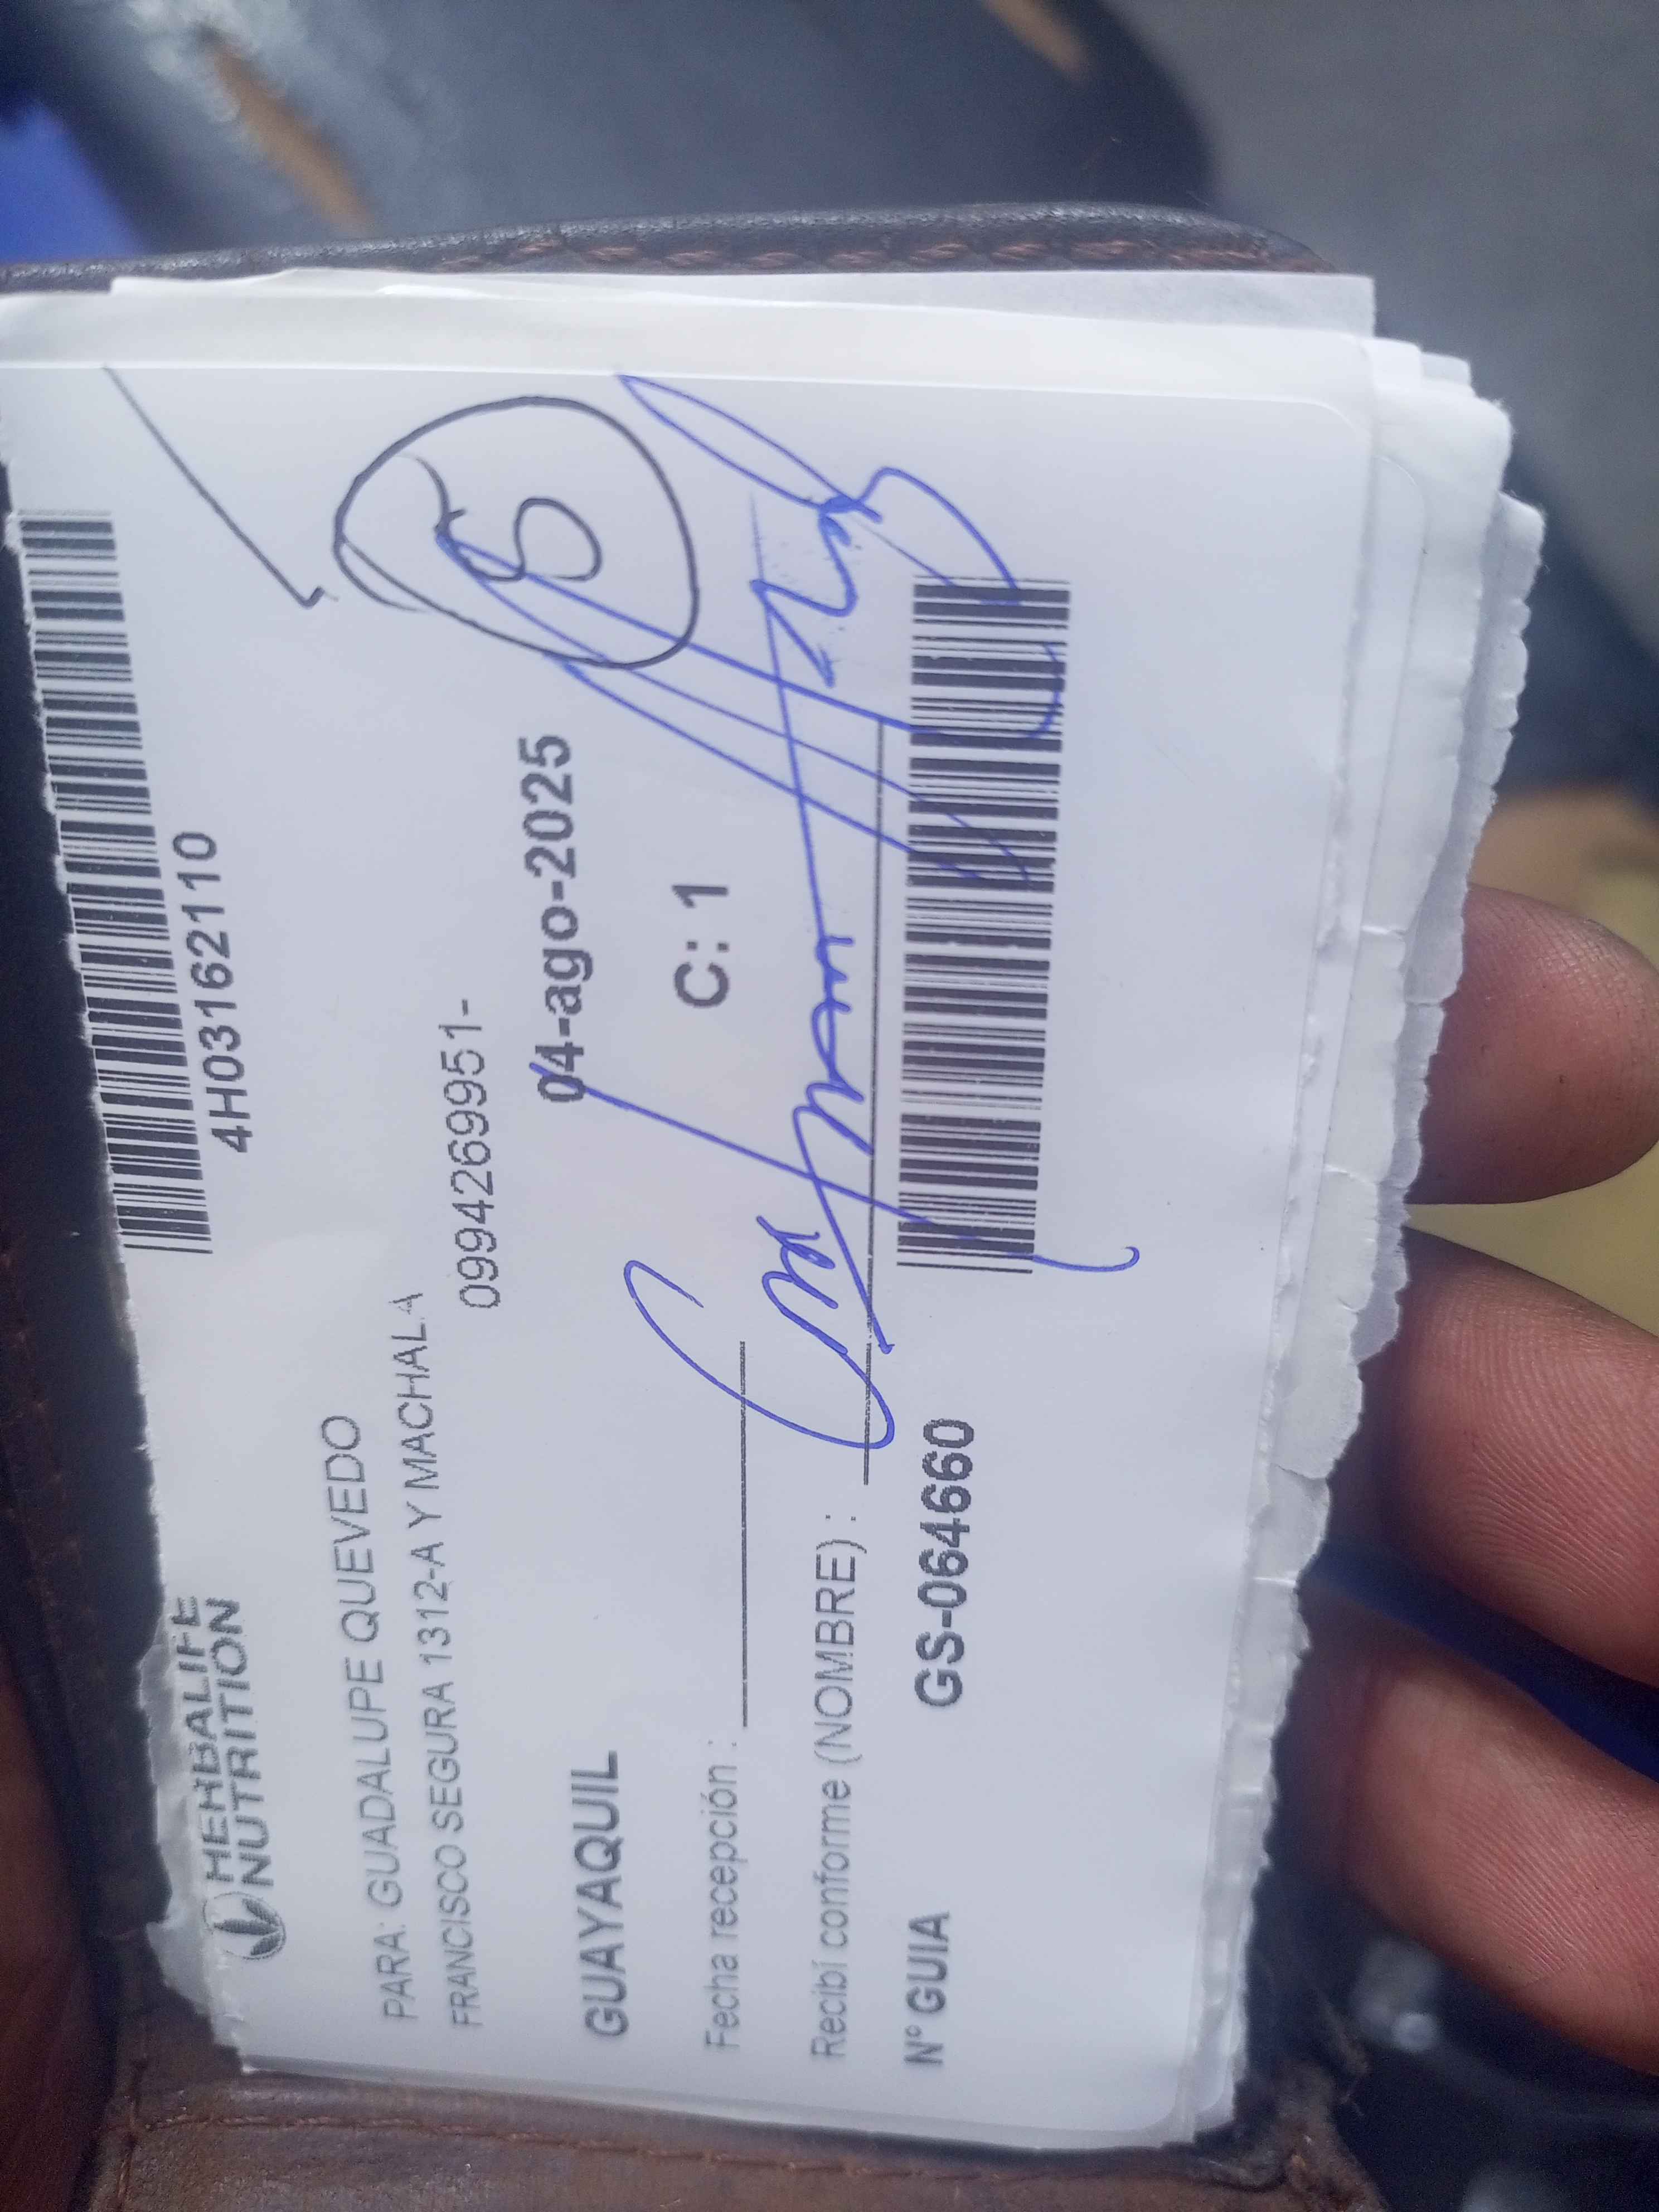 HERBALIFE
NUTRITION
4H03162110
PARA: GUADALUPE QUEVEDO
FRANCISCO SEGURA 1312-A Y MACHALA
0994269951-
GUAYAQUIL
04-ago-2025
Fecha recepción :
C: 1
Recibí conforme (NOMBRE) :
N° GUIA
GS-064660